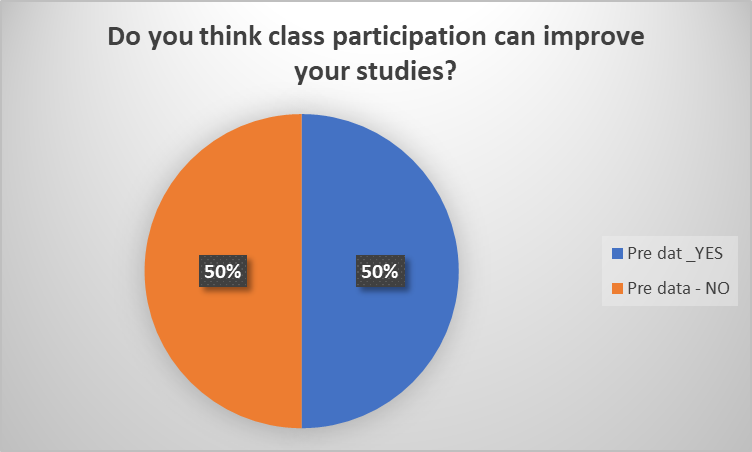 Do you think class participation can improve
your studies?
50%
50%
Pre dat _YES
Pre data - NO